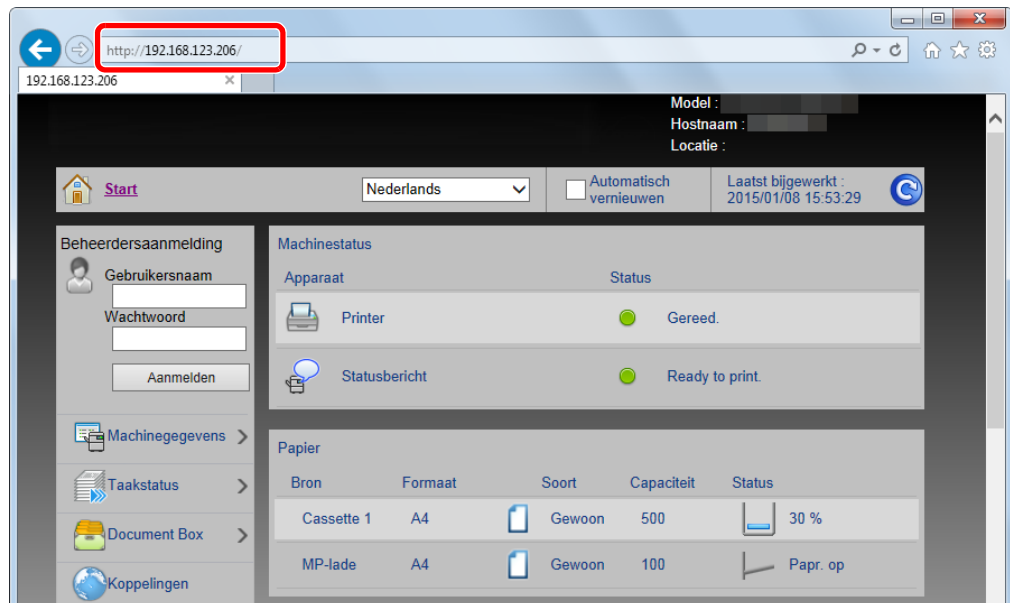 http://192.168.123.206/
192.168.123.206
Model :
Hostnaam :
Locatie :
Start
Nederlands
Automatisch
vernieuwen
Laatst bijgewerkt :
2015/01/08 15:53:29
Beheerdersaanmelding
Gebruikersnaam
Wachtwoord
Aanmelden
Machinegegevens
Taakstatus
Document Box
Koppelingen
Machinestatus
Apparaat Status
Printer Gereed.
Statusbericht Ready to print.
Papier
Bron Formaat Soort Capaciteit Status
Cassette 1 A4 Gewoon 500 30 %
MP-lade A4 Gewoon 100 Papr. op